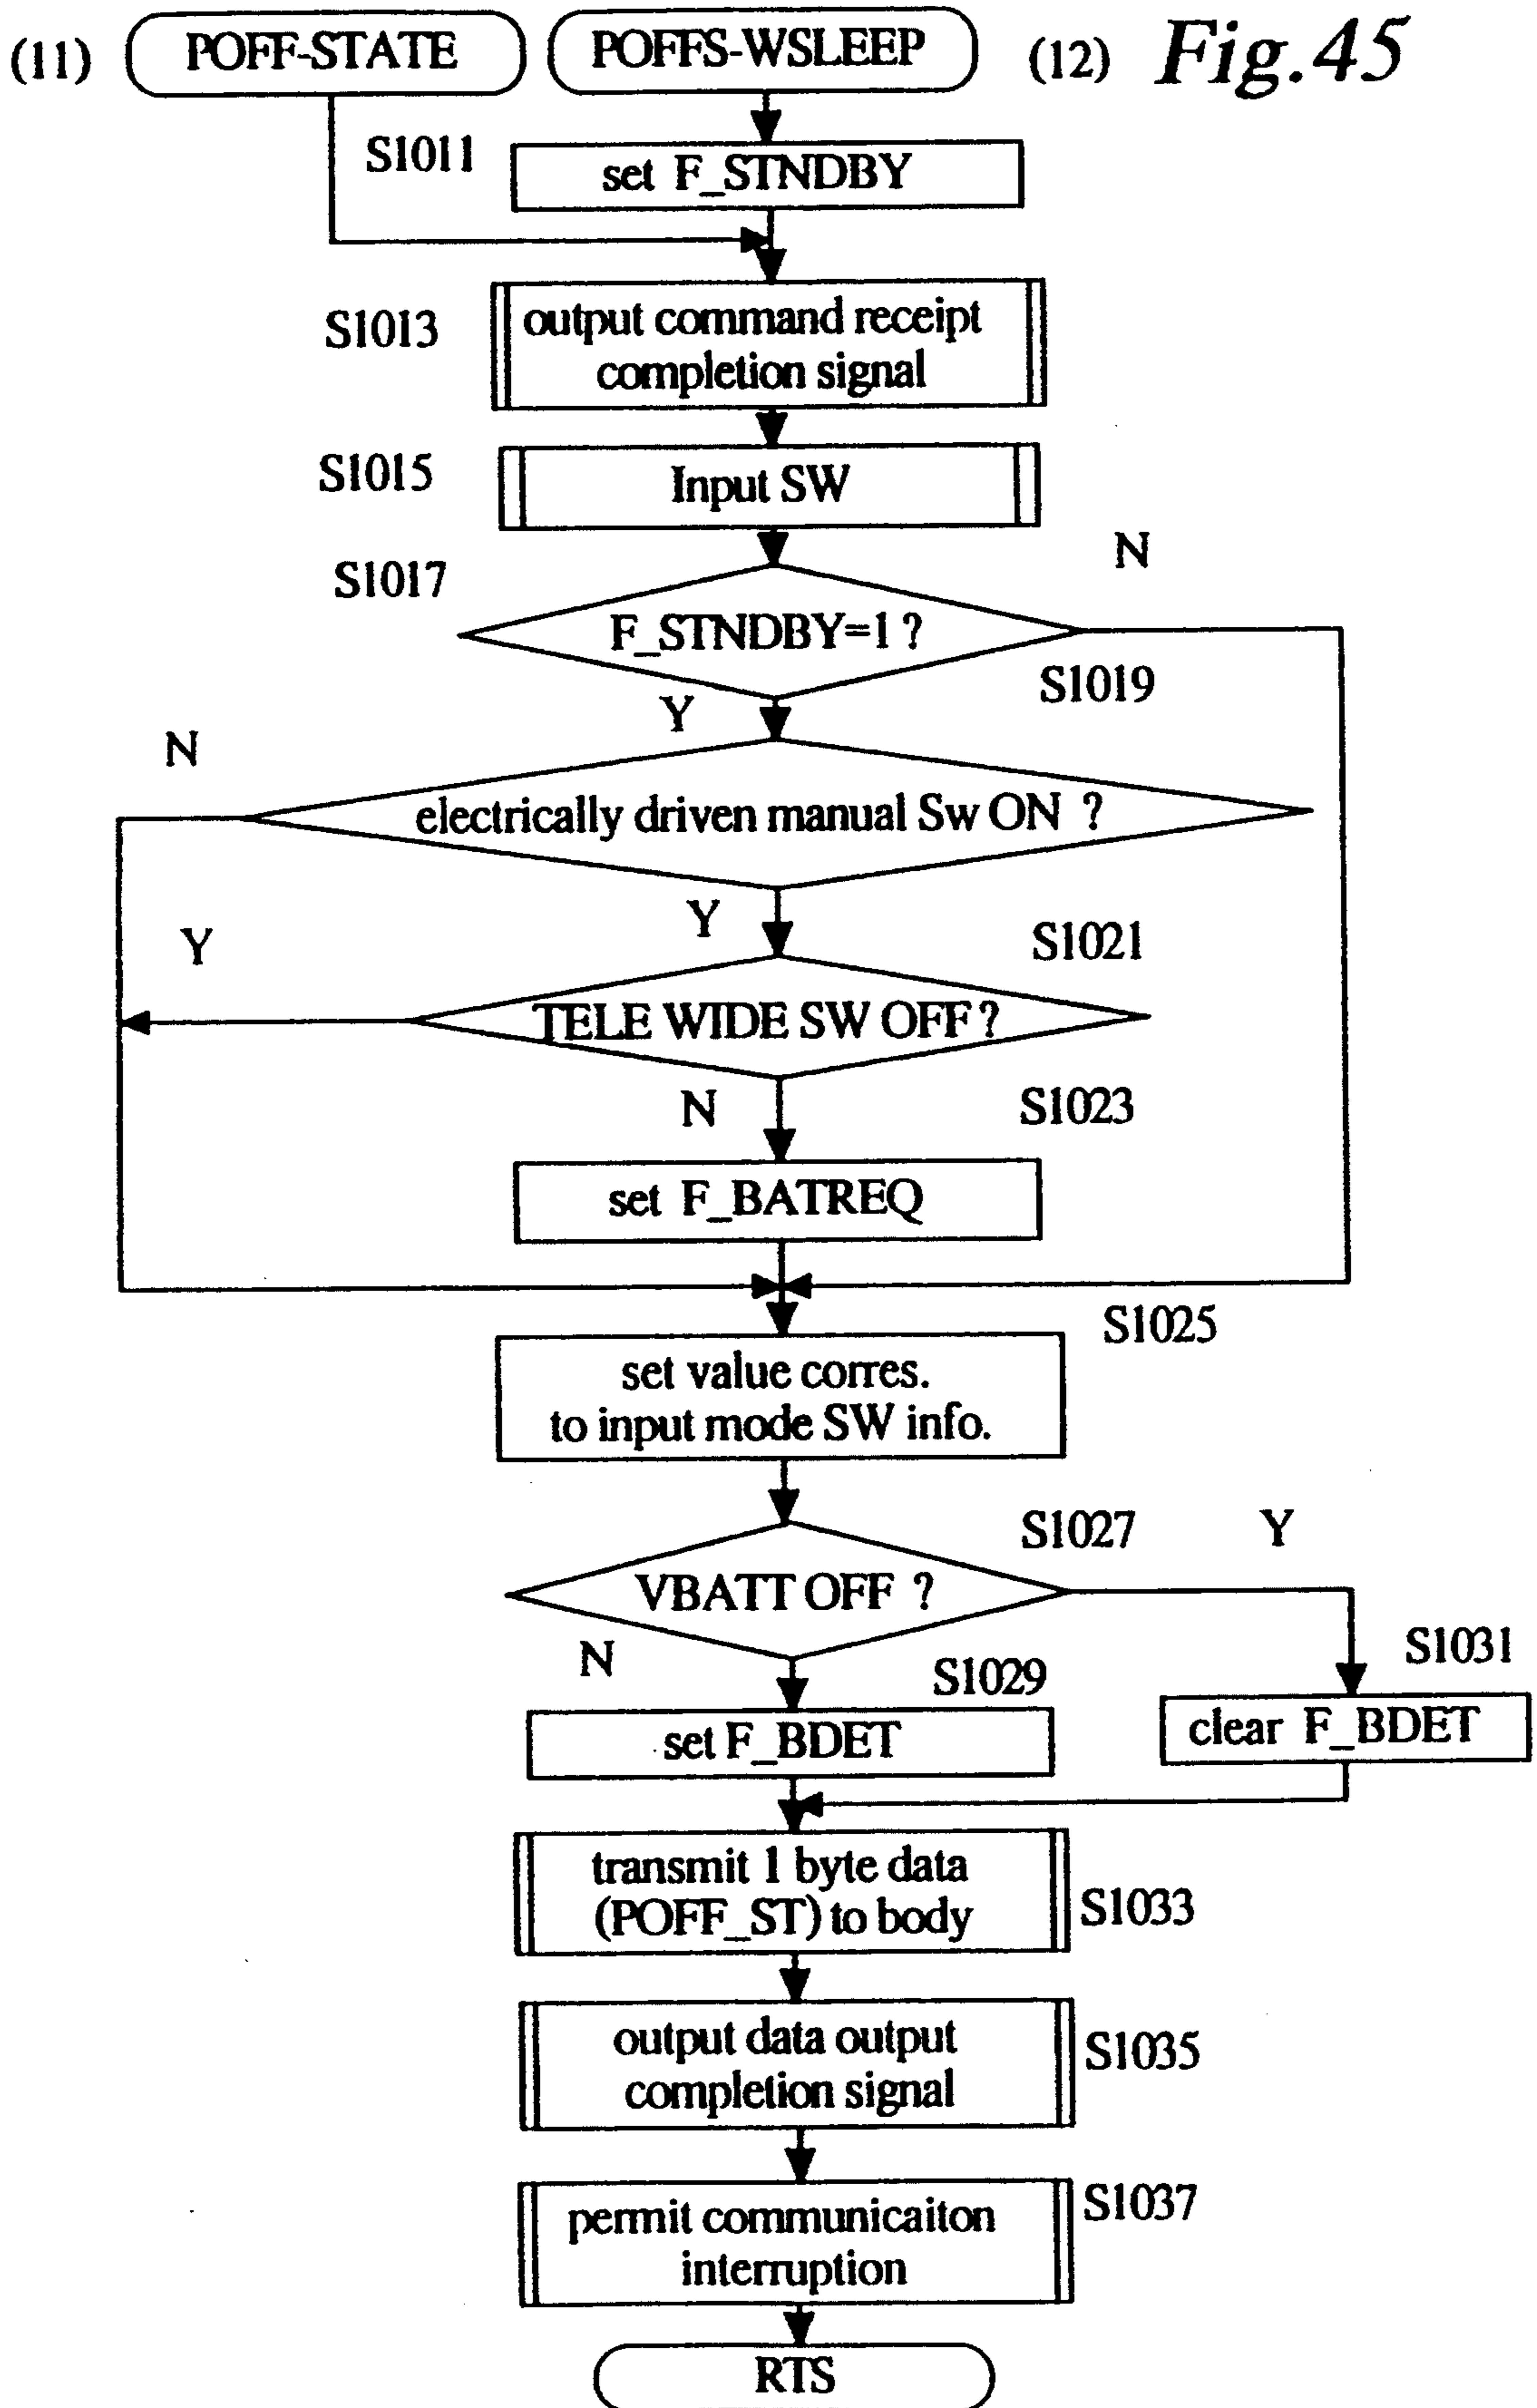 (11) POFF-STATE POFFS-WSLEEP (12) Fig.45
S1011 set F_STNDBY
S1013 output command receipt
completion signal
S1015 Input SW
N
S1017 F_STNDBY=1 ?
S1019
Y
N
electrically driven manual Sw ON ?
Y
S1021
Y
TELE WIDE SW OFF ?
N
S1023
set F_BATREQ
S1025
set value corres.
to input mode SW info.
S1027
Y
VBATT OFF ?
N
S1029
S1031
set F_BDET
clear F_BDET
transmit 1 byte data
(POFF_ST) to body
S1033
output data output
completion signal
S1035
permit communicaiton
interruption
S1037
RTS